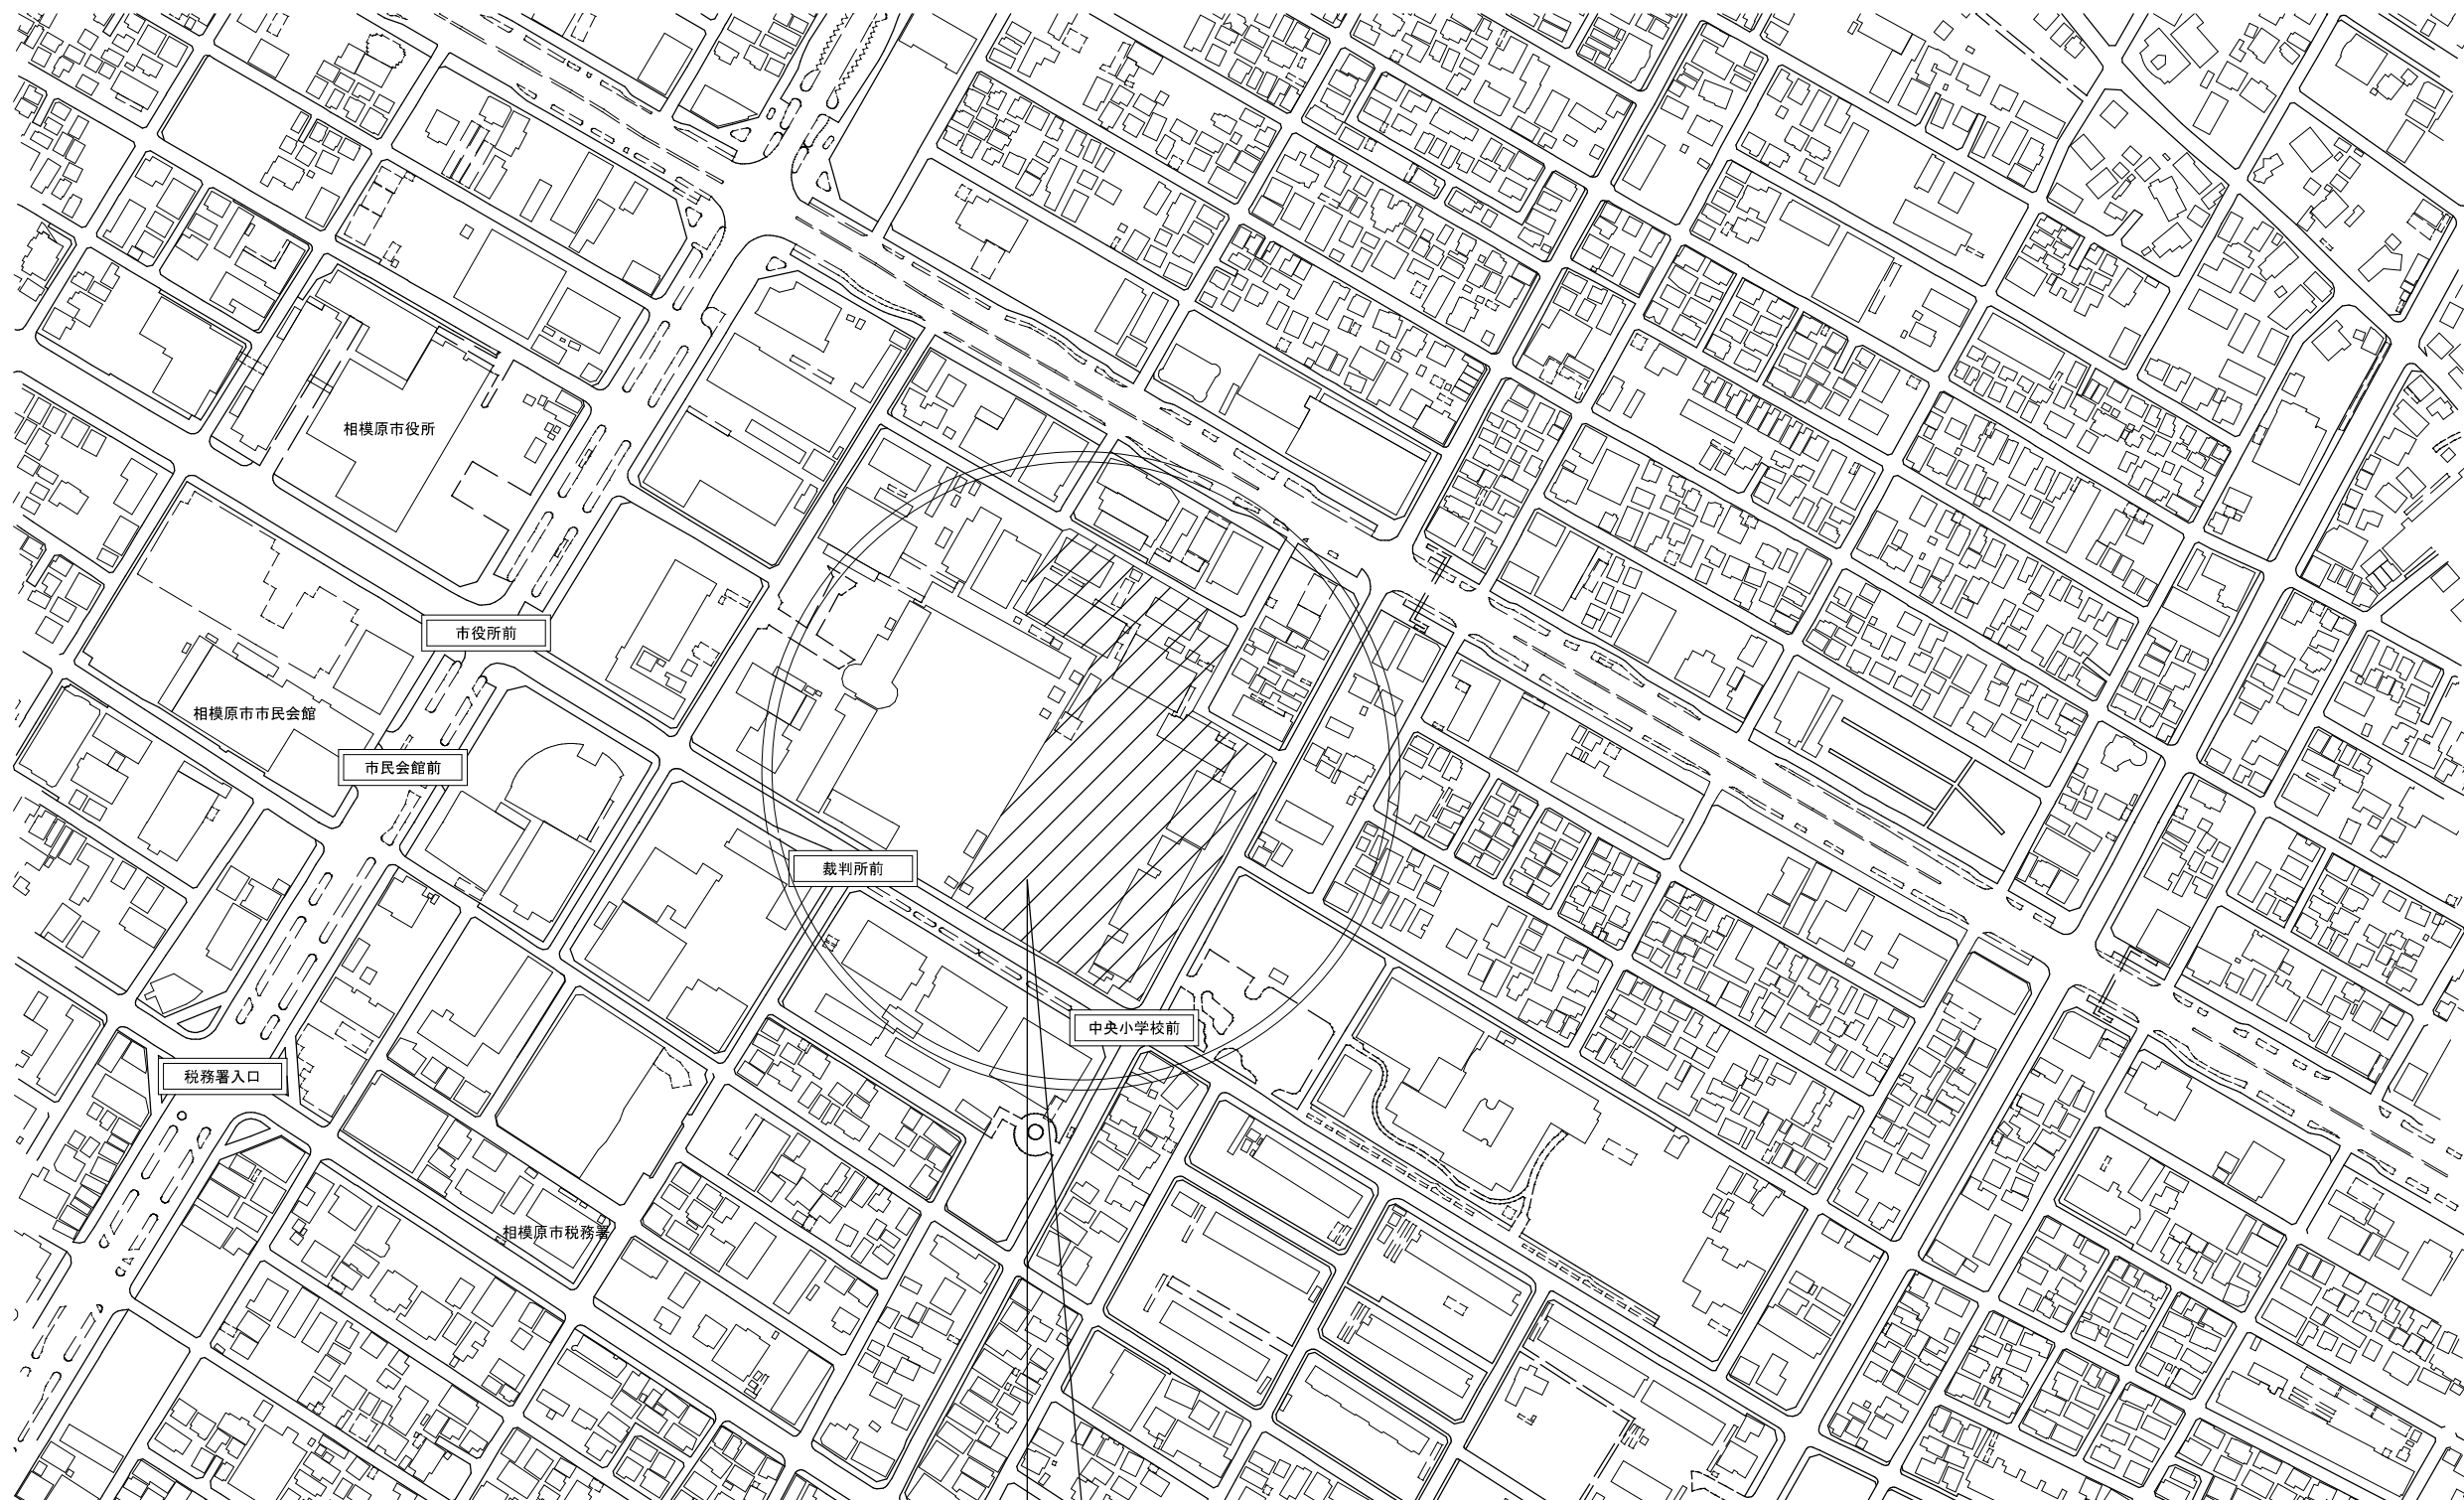 相模原市役所
市役所前
相模原市市民会館
市民会館前
裁判所前
中央小学校前
税務署入口
相模原市税務署